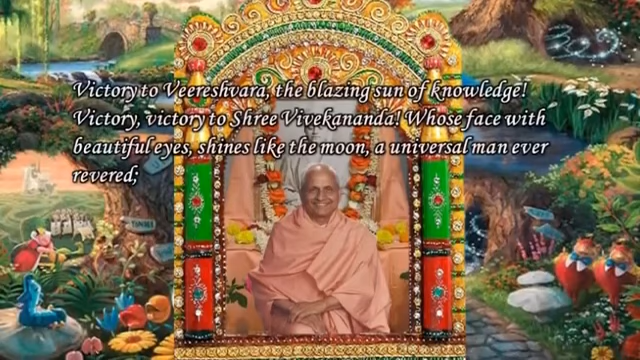 Victory to Veereshvara, the blazing sun of knowledge!
Victory, victory to Shree Vivekananda! Whose face with
beautiful eyes, shines like the moon, a universal man ever
revered;